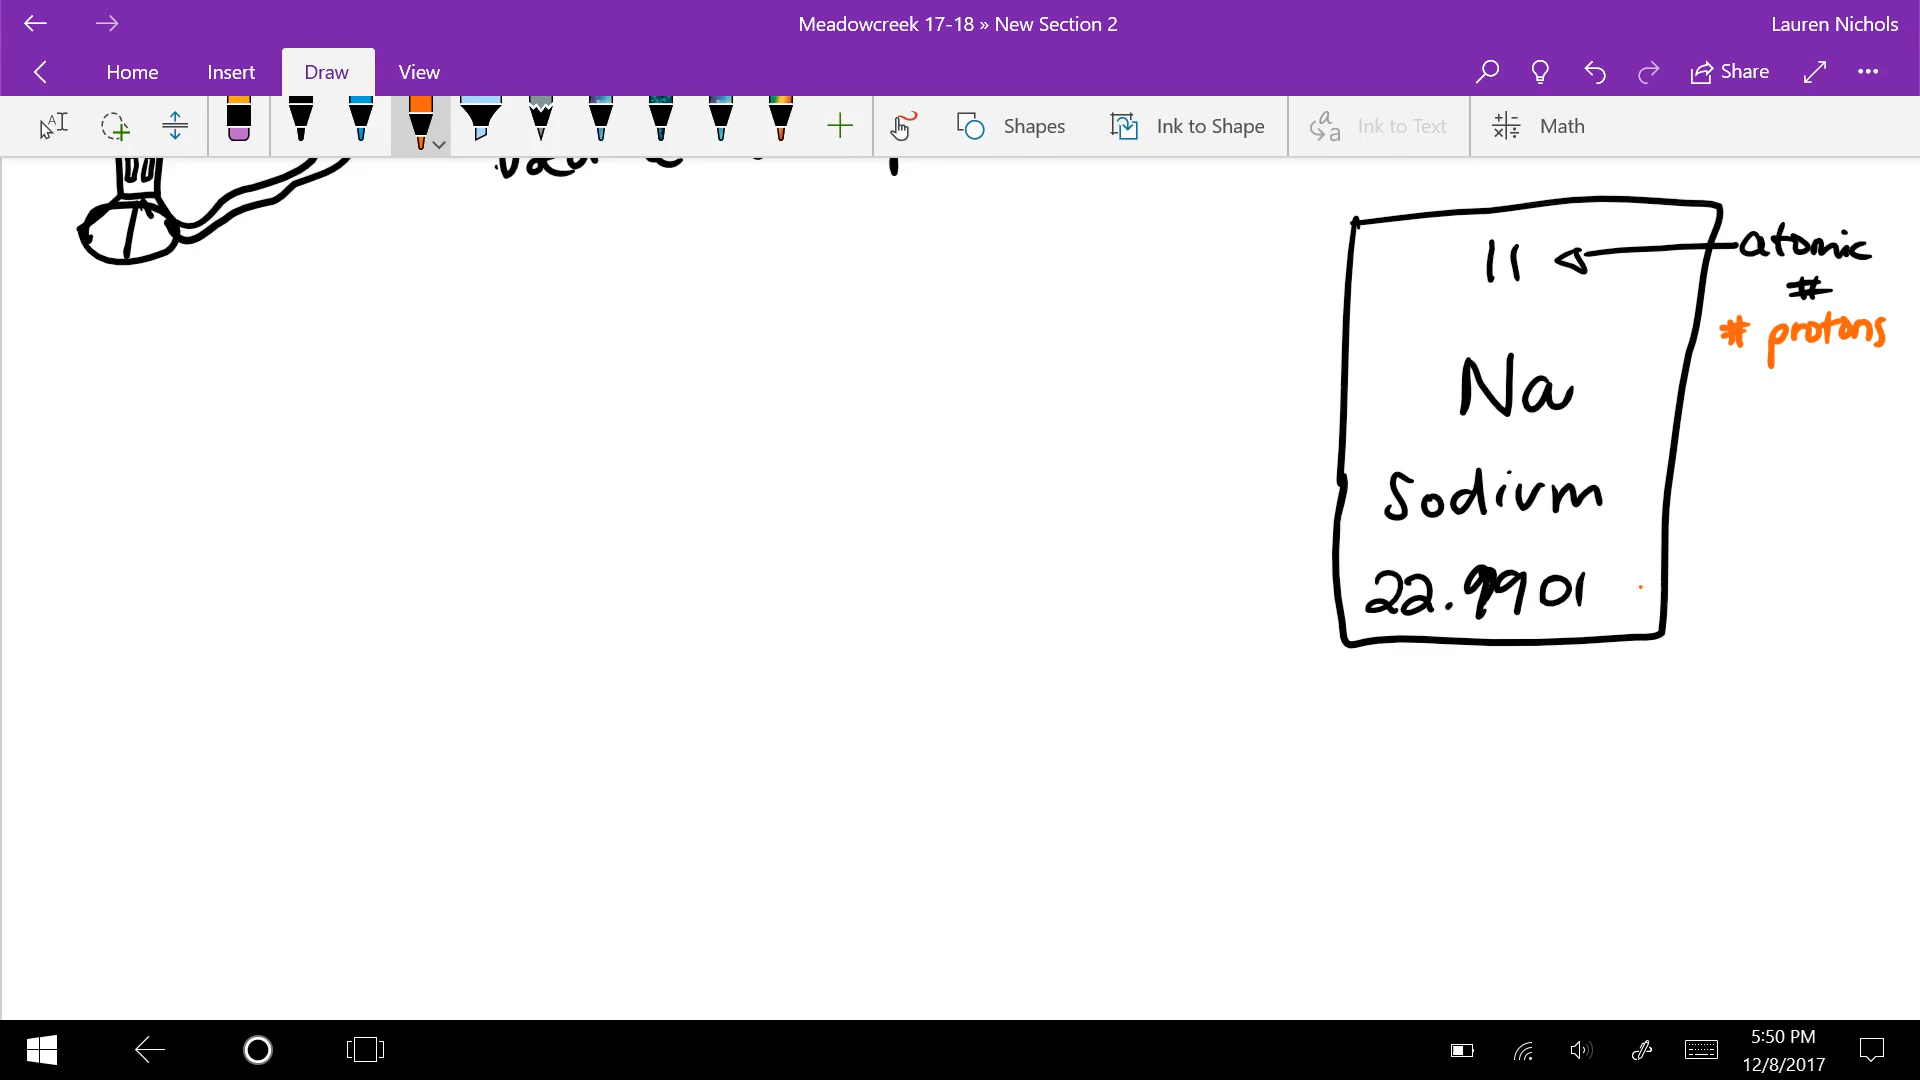 Meadowcreek 17-18 » New Section 2
Lauren Nichols
Home Insert Draw View
Share
Shapes
Ink to Shape
Ink to Text
Math
11
atomic
#
* protons
Na
Sodium
22.9901
5:50 PM
12/8/2017